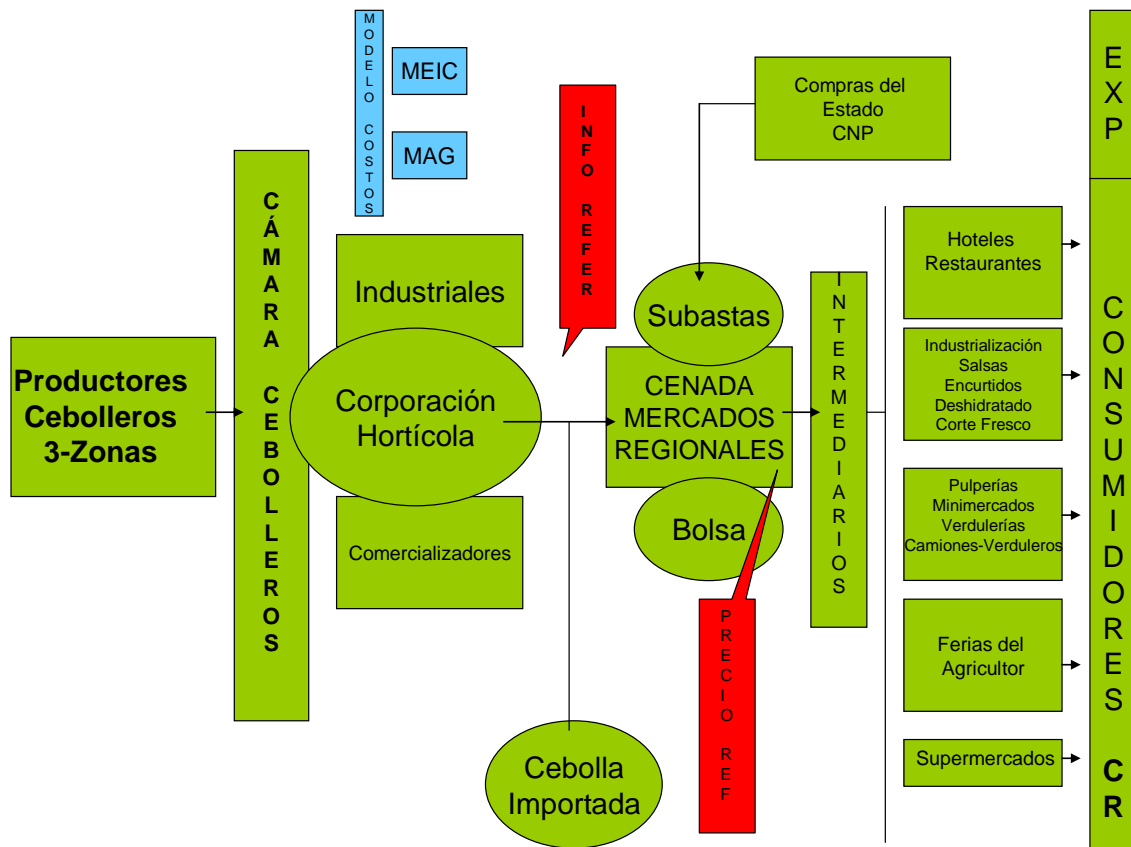 MODELO COSTOS
MEIC
MAG
INFO REFER
Compras del
Estado
CNP
EXP
CÁMARA CEBOLLEROS
Industriales
Subastas
Hoteles
Restaurantes
Productores
Cebolleros
3-Zonas
Corporación
Hortícola
CENADA
MERCADOS
REGIONALES
INTERMEDIARIOS
Industrialización
Salsas
Encurtidos
Deshidratado
Corte Fresco
CONSUMIDORES CR
Comercializadores
Bolsa
Pulperías
Minimercados
Verdulerías
Camiones-Verduleros
PRECIO REF
Ferias del
Agricultor
Cebolla
Importada
Supermercados